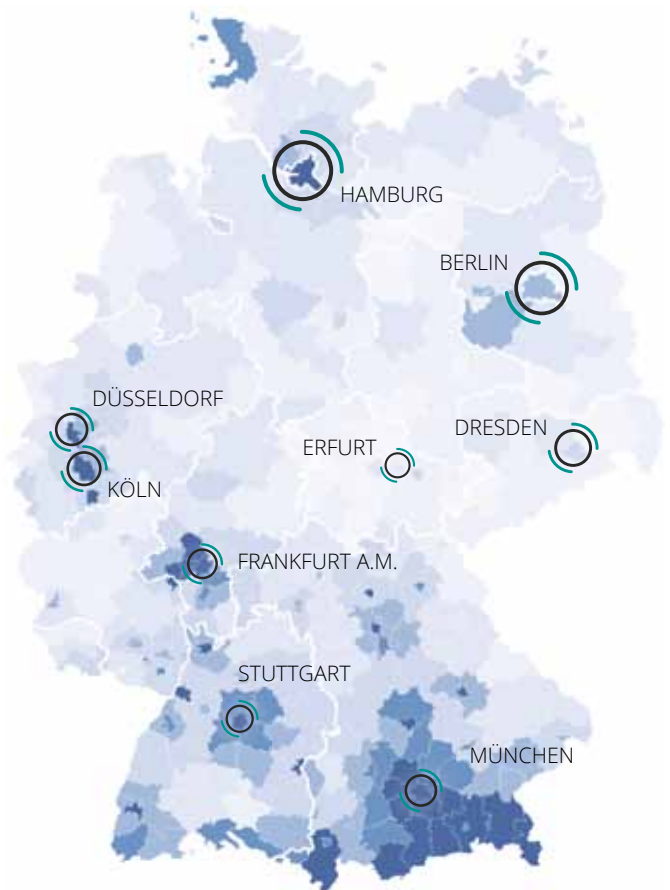 HAMBURG
BERLIN
DÜSSELDORF
DRESDEN
ERFURT
KÖLN
FRANKFURT A.M.
STUTTGART
MÜNCHEN